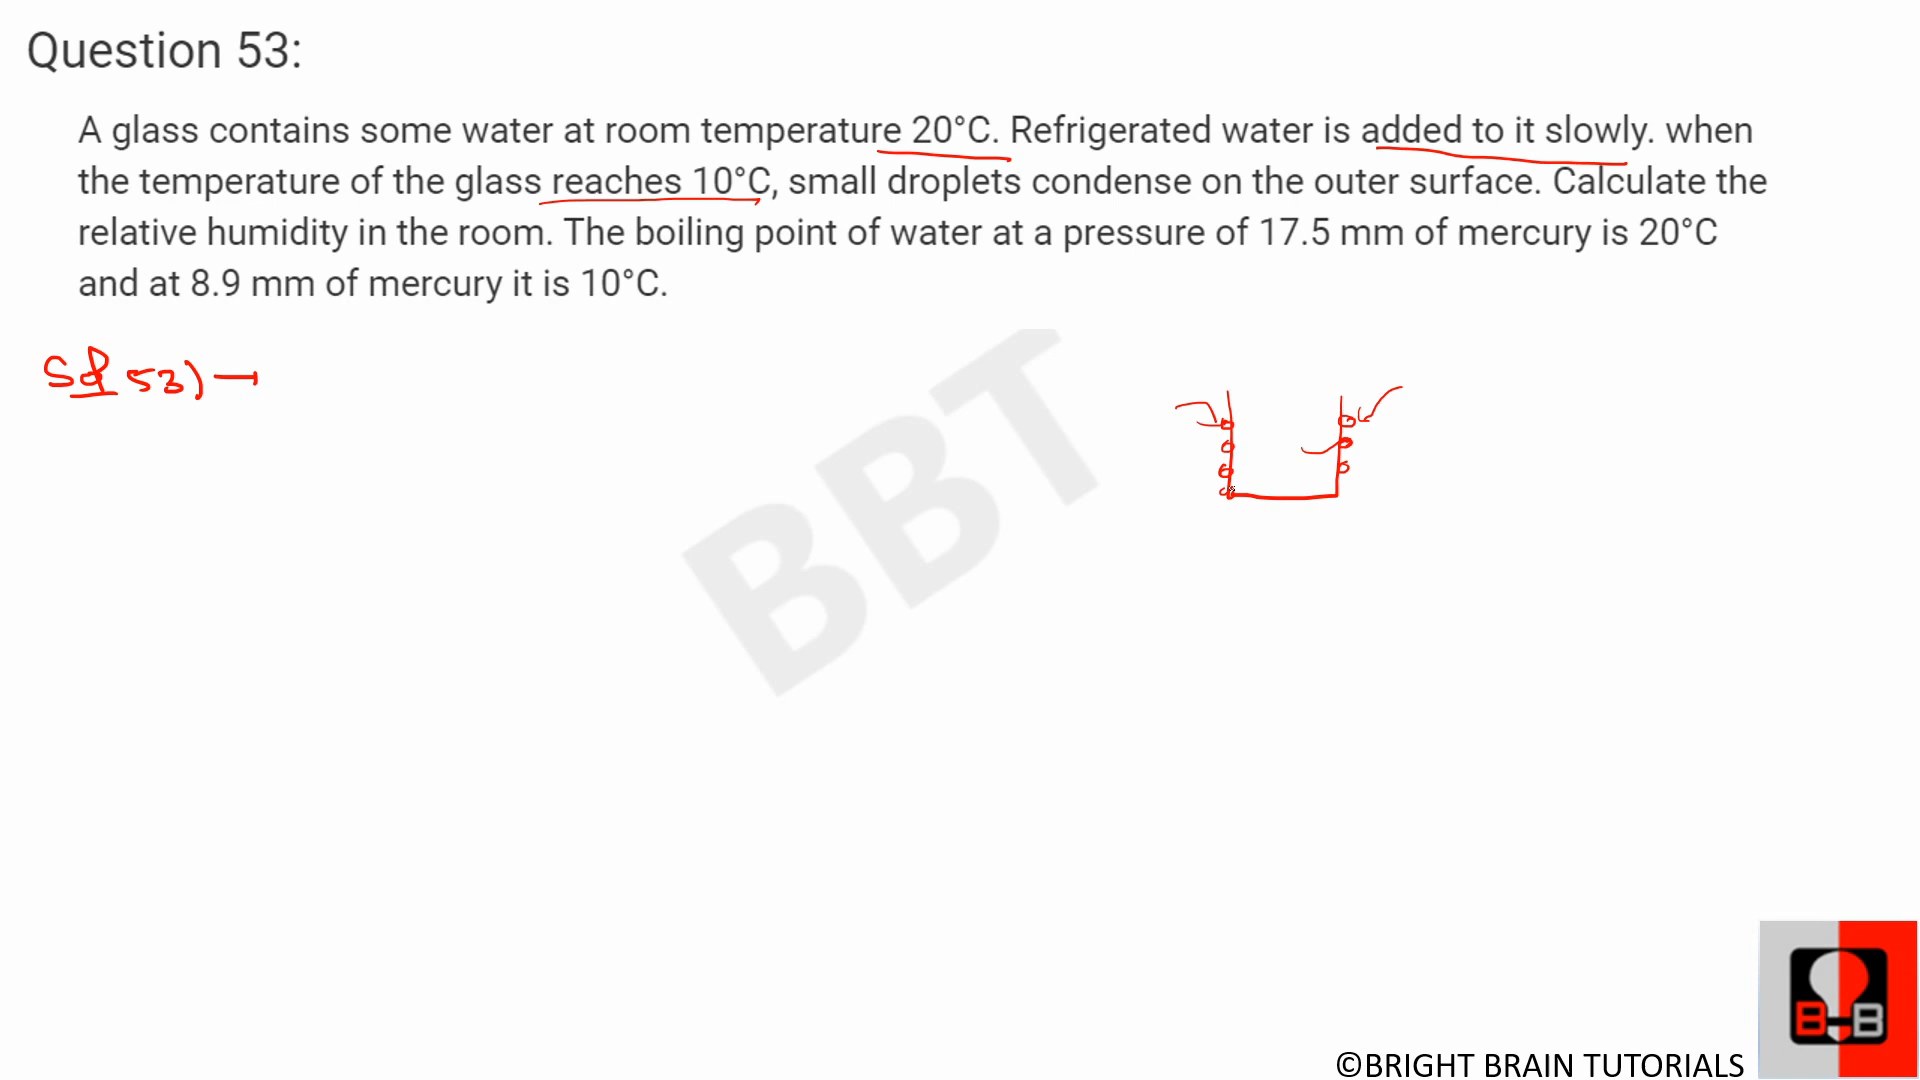 Question 53:
A glass contains some water at room temperature 20°C. Refrigerated water is added to it slowly. when
the temperature of the glass reaches 10°C, small droplets condense on the outer surface. Calculate the
relative humidity in the room. The boiling point of water at a pressure of 17.5 mm of mercury is 20°C
and at 8.9 mm of mercury it is 10°C.
Sol 53) →
BBT
B-B
©BRIGHT BRAIN TUTORIALS